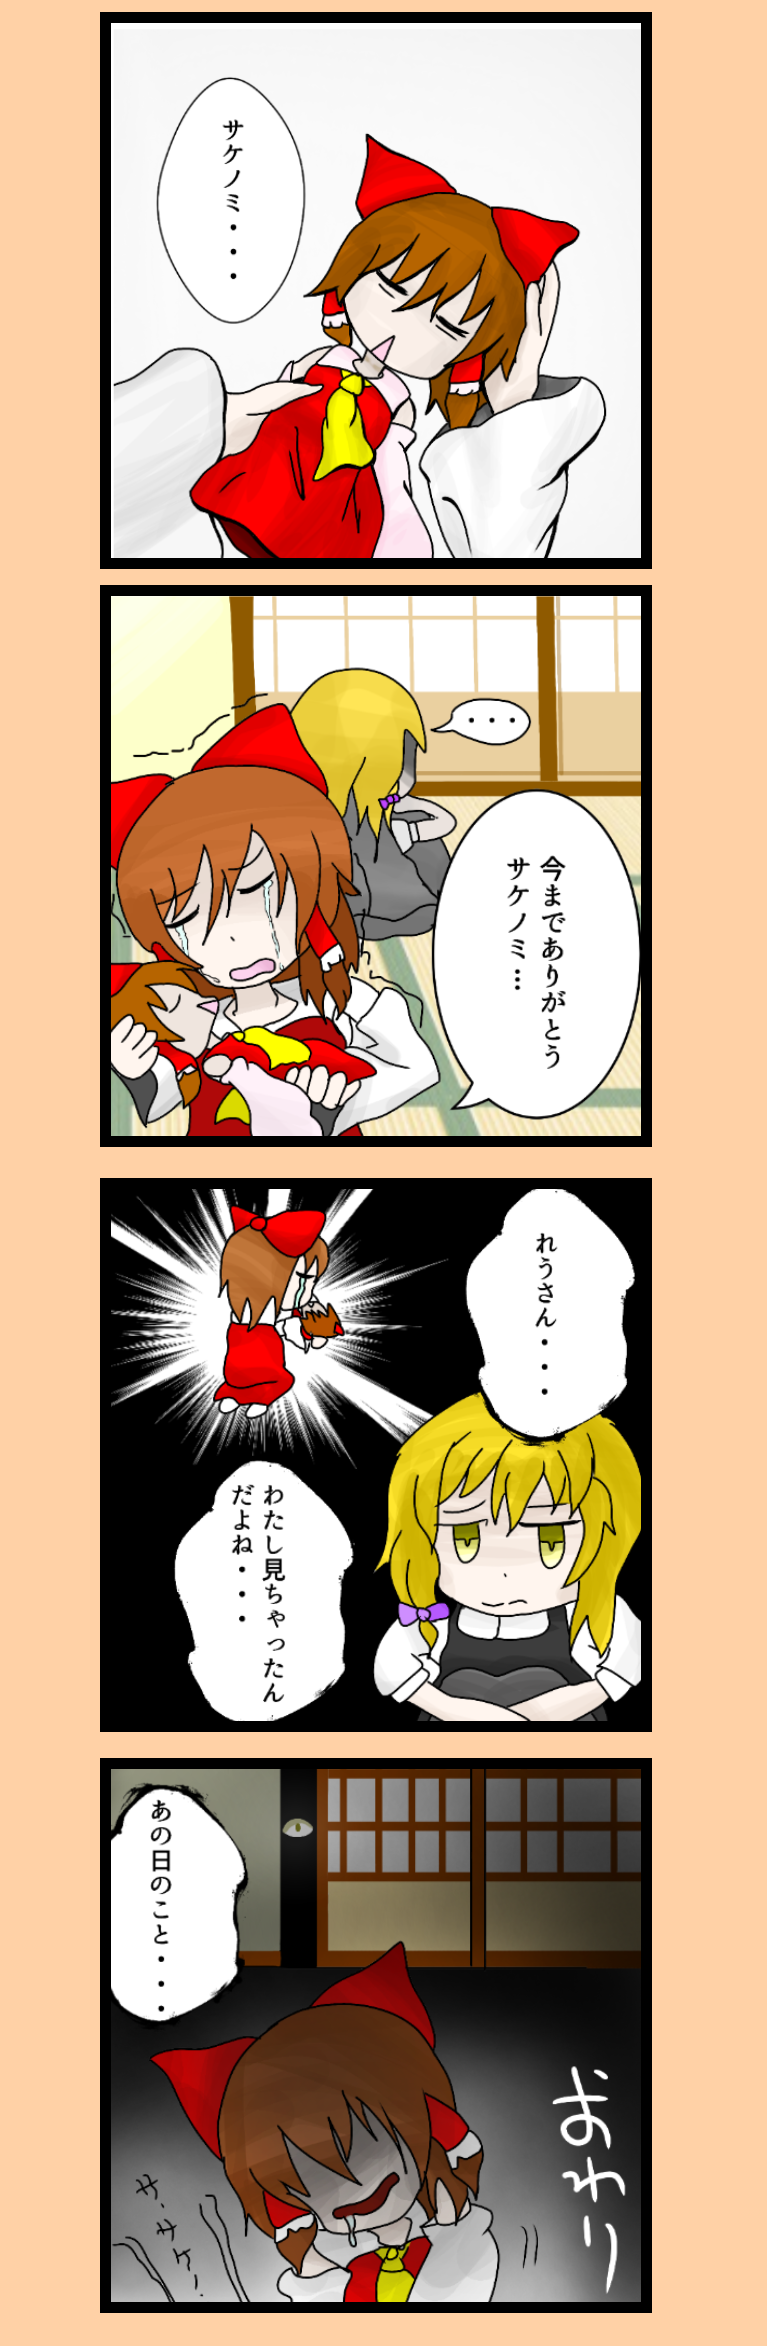 サケノミ・・・
・・・
今までありがとう
サケノミ…
れうさん・・・
わたし見ちゃったん
だよね・・・
あの日のこと・・・
サ、サケ〜!
おわり